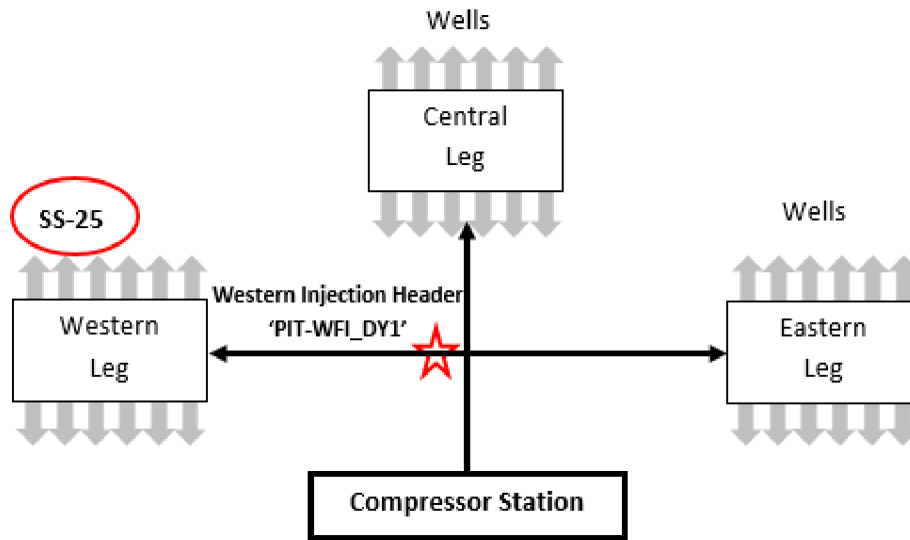 Wells
Central
Leg
SS-25
Wells
Western Injection Header
'PIT-WFI_DY1'
Western
Leg
Eastern
Leg
Compressor Station